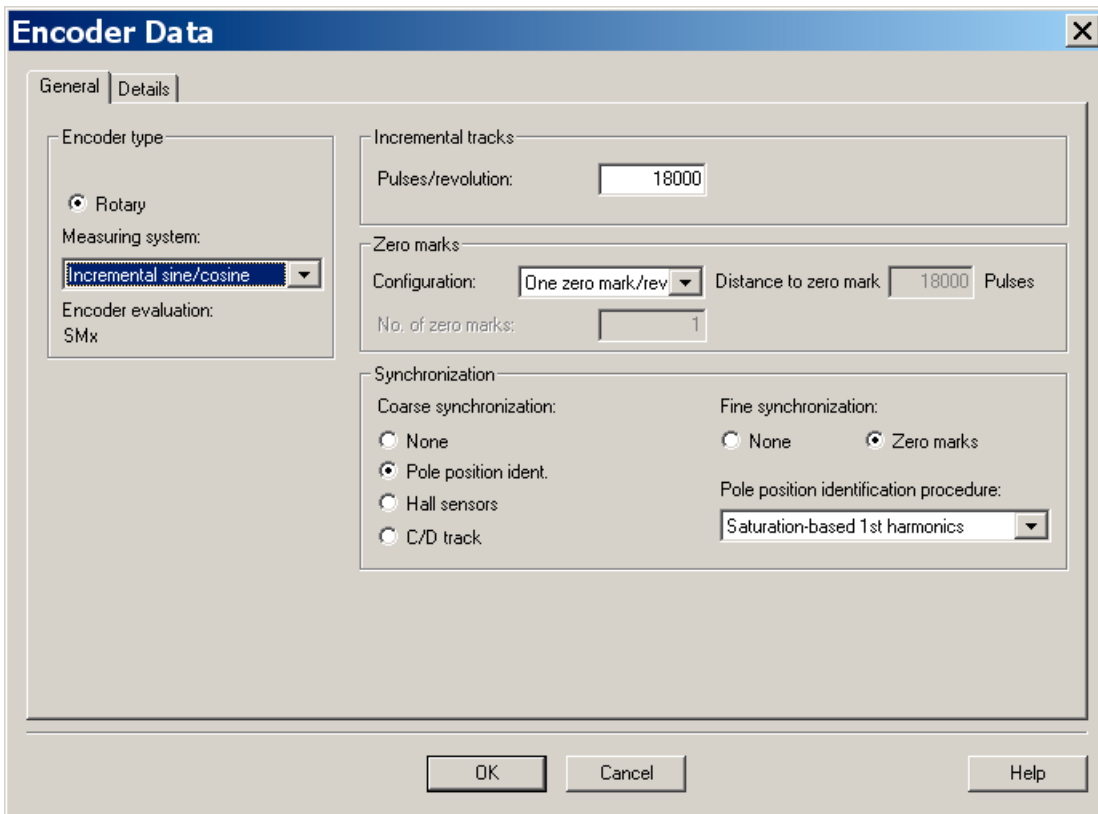 Encoder Data
General Details
Encoder type
Rotary
Measuring system:
Incremental sine/cosine
Encoder evaluation:
SMx
Incremental tracks
Pulses/revolution: 18000
Zero marks
Configuration: One zero mark/rev Distance to zero mark 18000 Pulses
No. of zero marks: 1
Synchronization
Coarse synchronization:
None
Pole position ident.
Hall sensors
C/D track
Fine synchronization:
None Zero marks
Pole position identification procedure:
Saturation-based 1st harmonics
OK Cancel Help